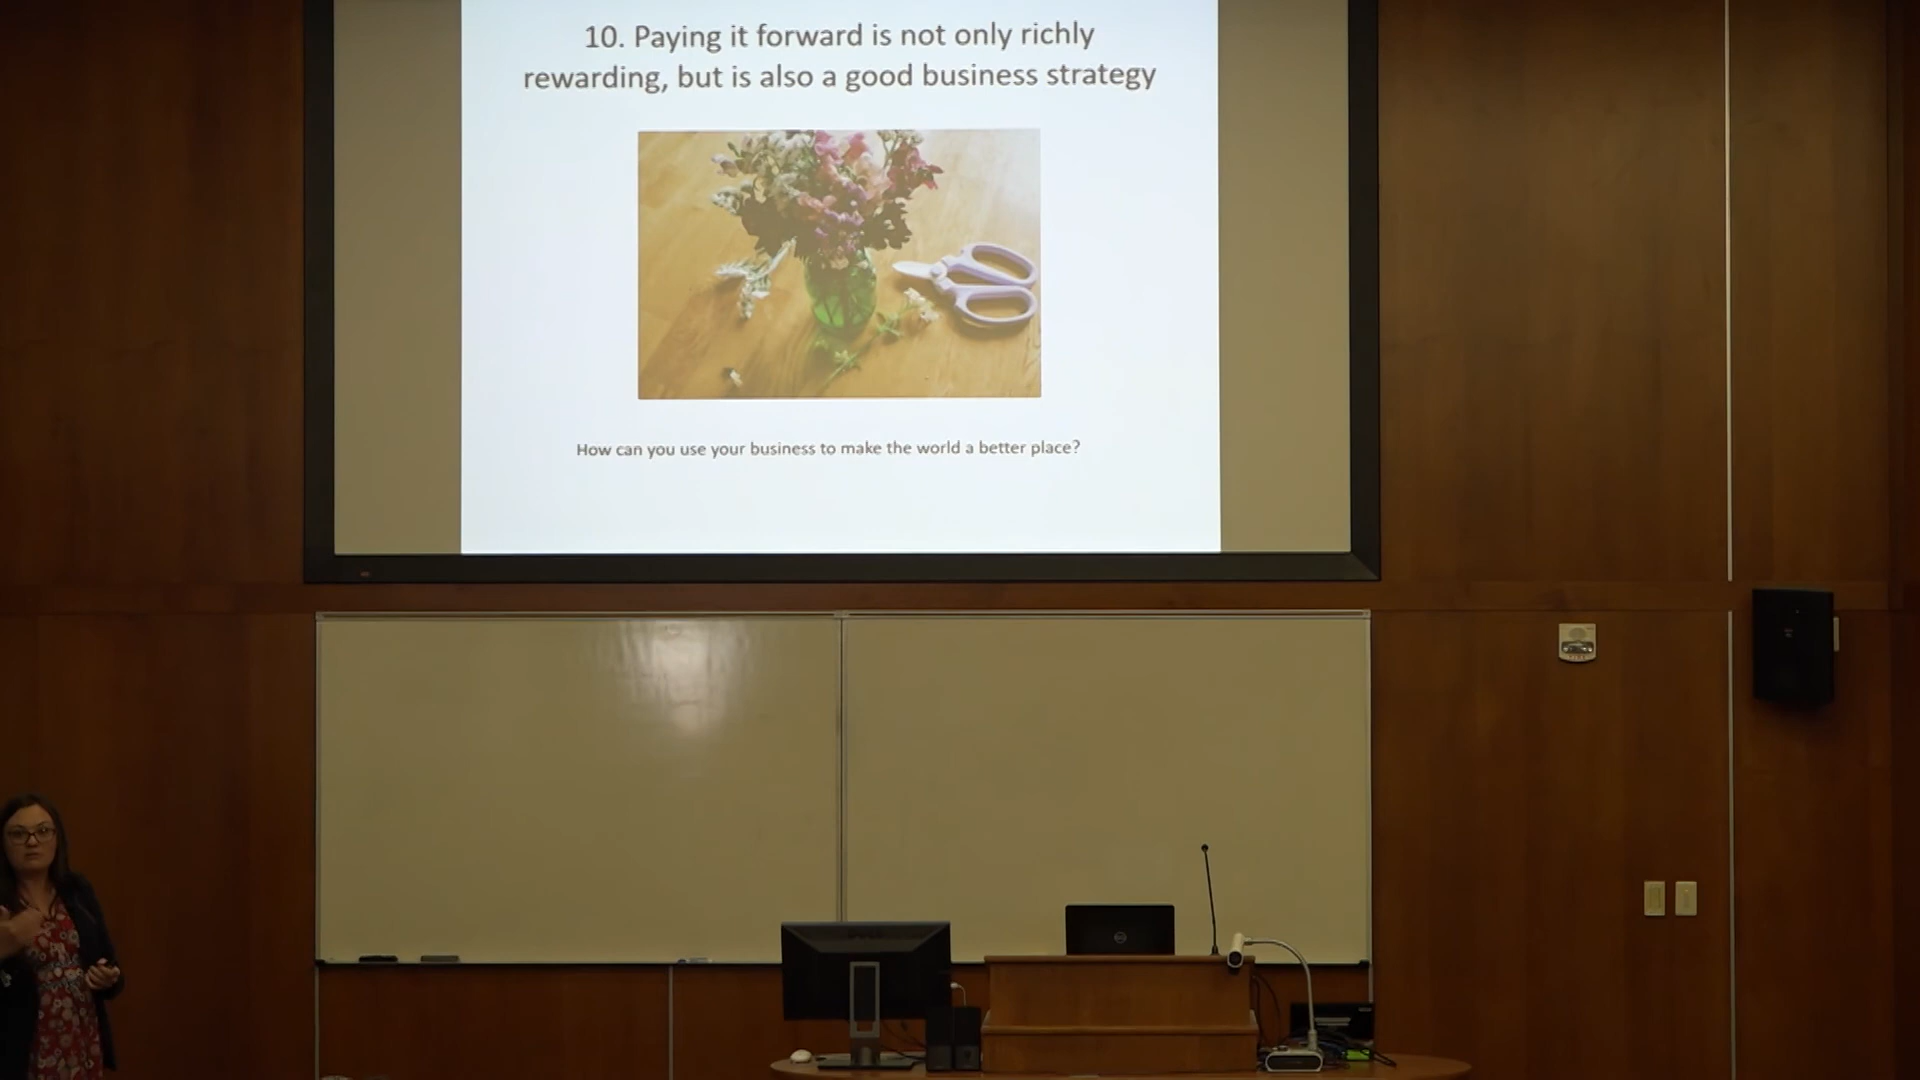 10. Paying it forward is not only richly
rewarding, but is also a good business strategy
How can you use your business to make the world a better place?